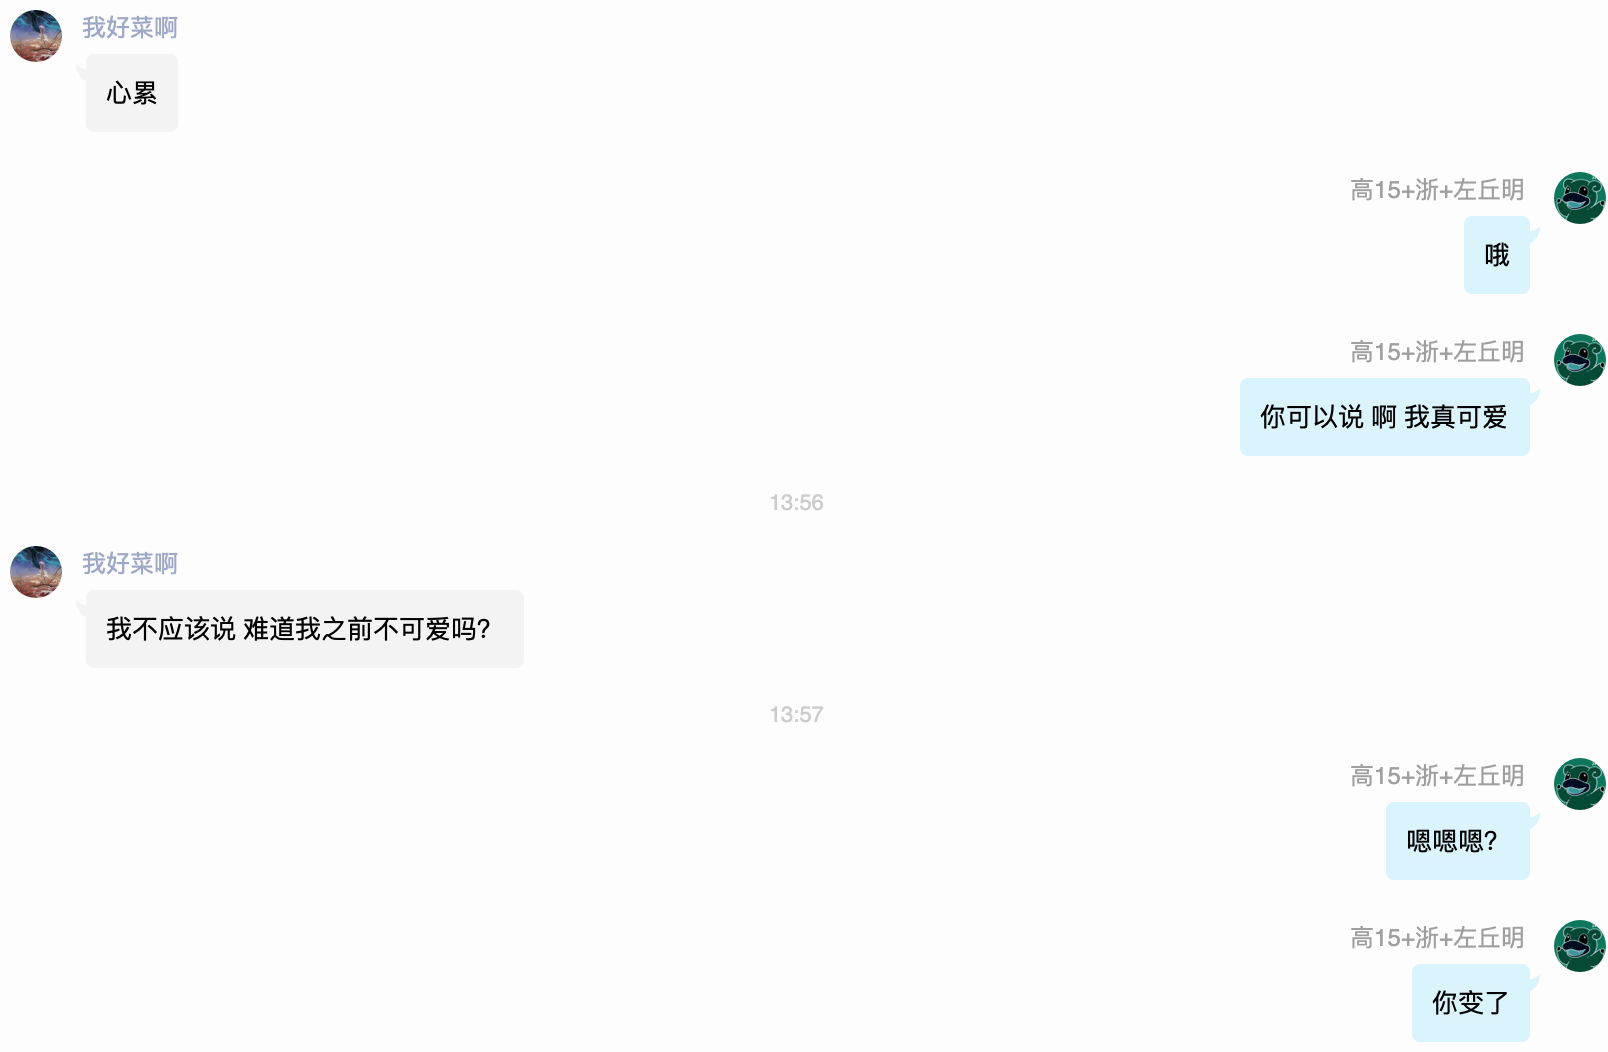 我好菜啊
心累
高15+浙+左丘明
哦
高15+浙+左丘明
你可以说 啊 我真可爱
13:56
我好菜啊
我不应该说 难道我之前不可爱吗?
13:57
高15+浙+左丘明
嗯嗯嗯?
高15+浙+左丘明
你变了